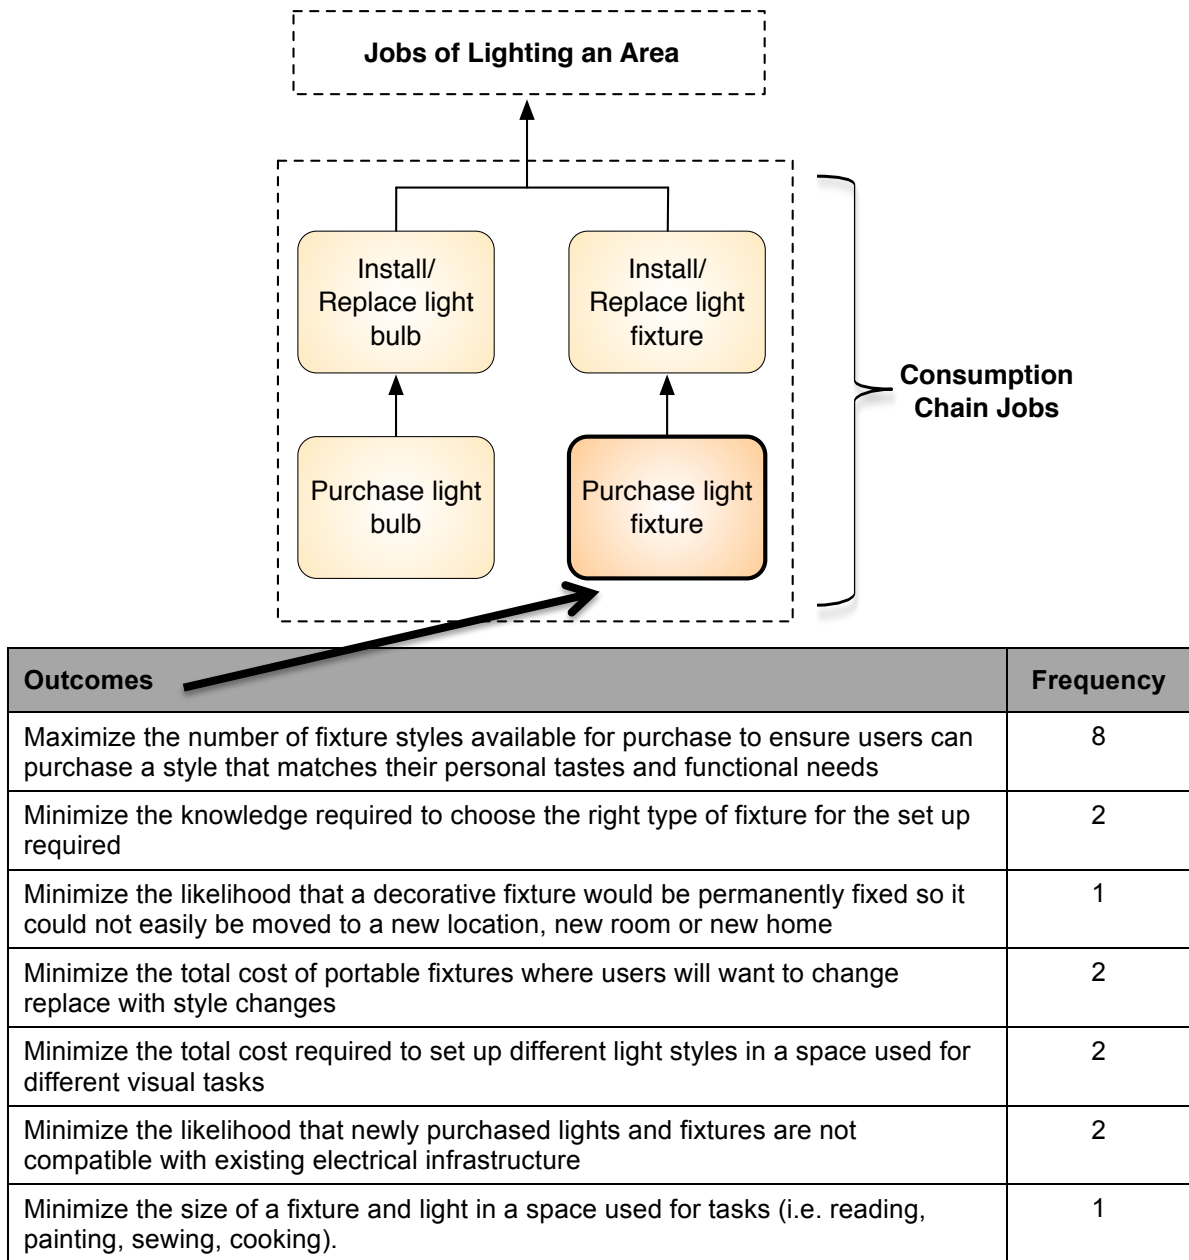 Jobs of Lighting an Area
Install/
Replace light
bulb
Install/
Replace light
fixture
Consumption
Chain Jobs
Purchase light
bulb
Purchase light
fixture
Outcomes
Frequency
Maximize the number of fixture styles available for purchase to ensure users can
purchase a style that matches their personal tastes and functional needs
8
Minimize the knowledge required to choose the right type of fixture for the set up
required
2
Minimize the likelihood that a decorative fixture would be permanently fixed so it
could not easily be moved to a new location, new room or new home
1
Minimize the total cost of portable fixtures where users will want to change
replace with style changes
2
Minimize the total cost required to set up different light styles in a space used for
different visual tasks
2
Minimize the likelihood that newly purchased lights and fixtures are not
compatible with existing electrical infrastructure
2
Minimize the size of a fixture and light in a space used for tasks (i.e. reading,
painting, sewing, cooking).
1